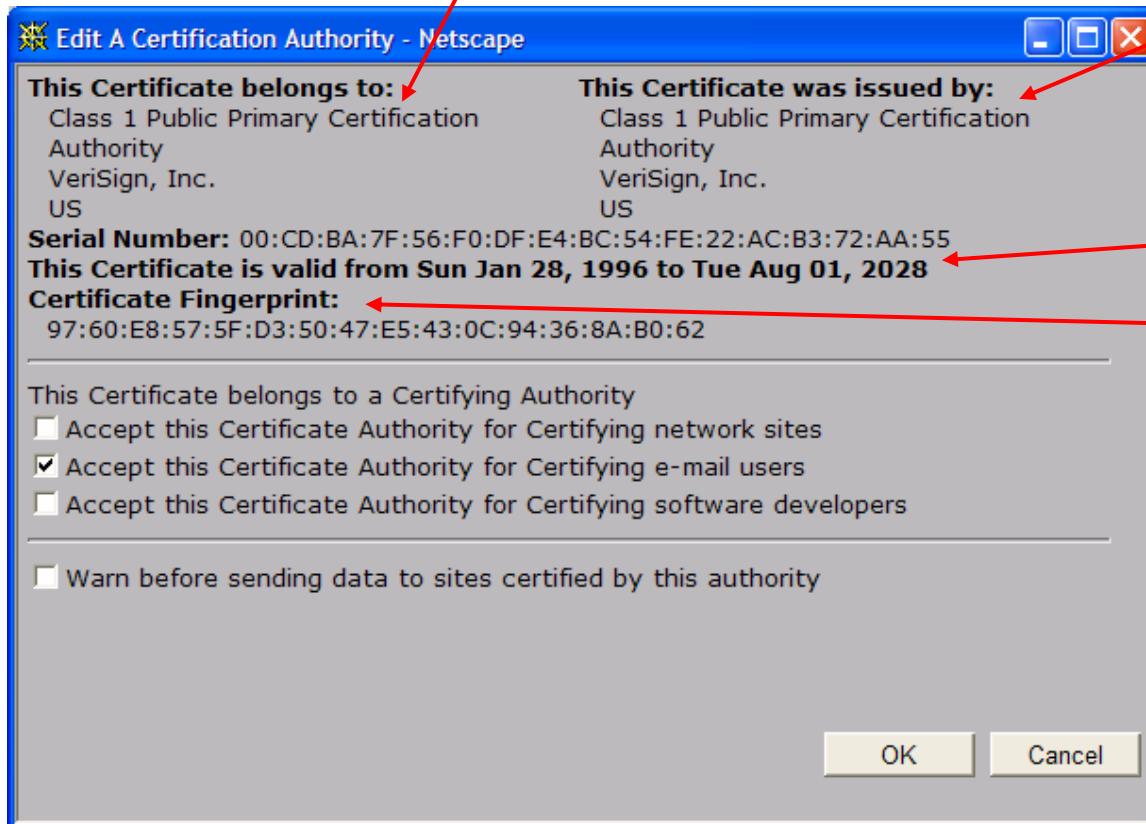 Edit A Certification Authority - Netscape
This Certificate belongs to:
Class 1 Public Primary Certification
Authority
VeriSign, Inc.
US
This Certificate was issued by:
Class 1 Public Primary Certification
Authority
VeriSign, Inc.
US
Serial Number: 00:CD:BA:7F:56:F0:DF:E4:BC:54:FE:22:AC:B3:72:AA:55
This Certificate is valid from Sun Jan 28, 1996 to Tue Aug 01, 2028
Certificate Fingerprint:
97:60:E8:57:5F:D3:50:47:E5:43:0C:94:36:8A:B0:62
This Certificate belongs to a Certifying Authority
Accept this Certificate Authority for Certifying network sites
Accept this Certificate Authority for Certifying e-mail users
Accept this Certificate Authority for Certifying software developers
Warn before sending data to sites certified by this authority
OK
Cancel